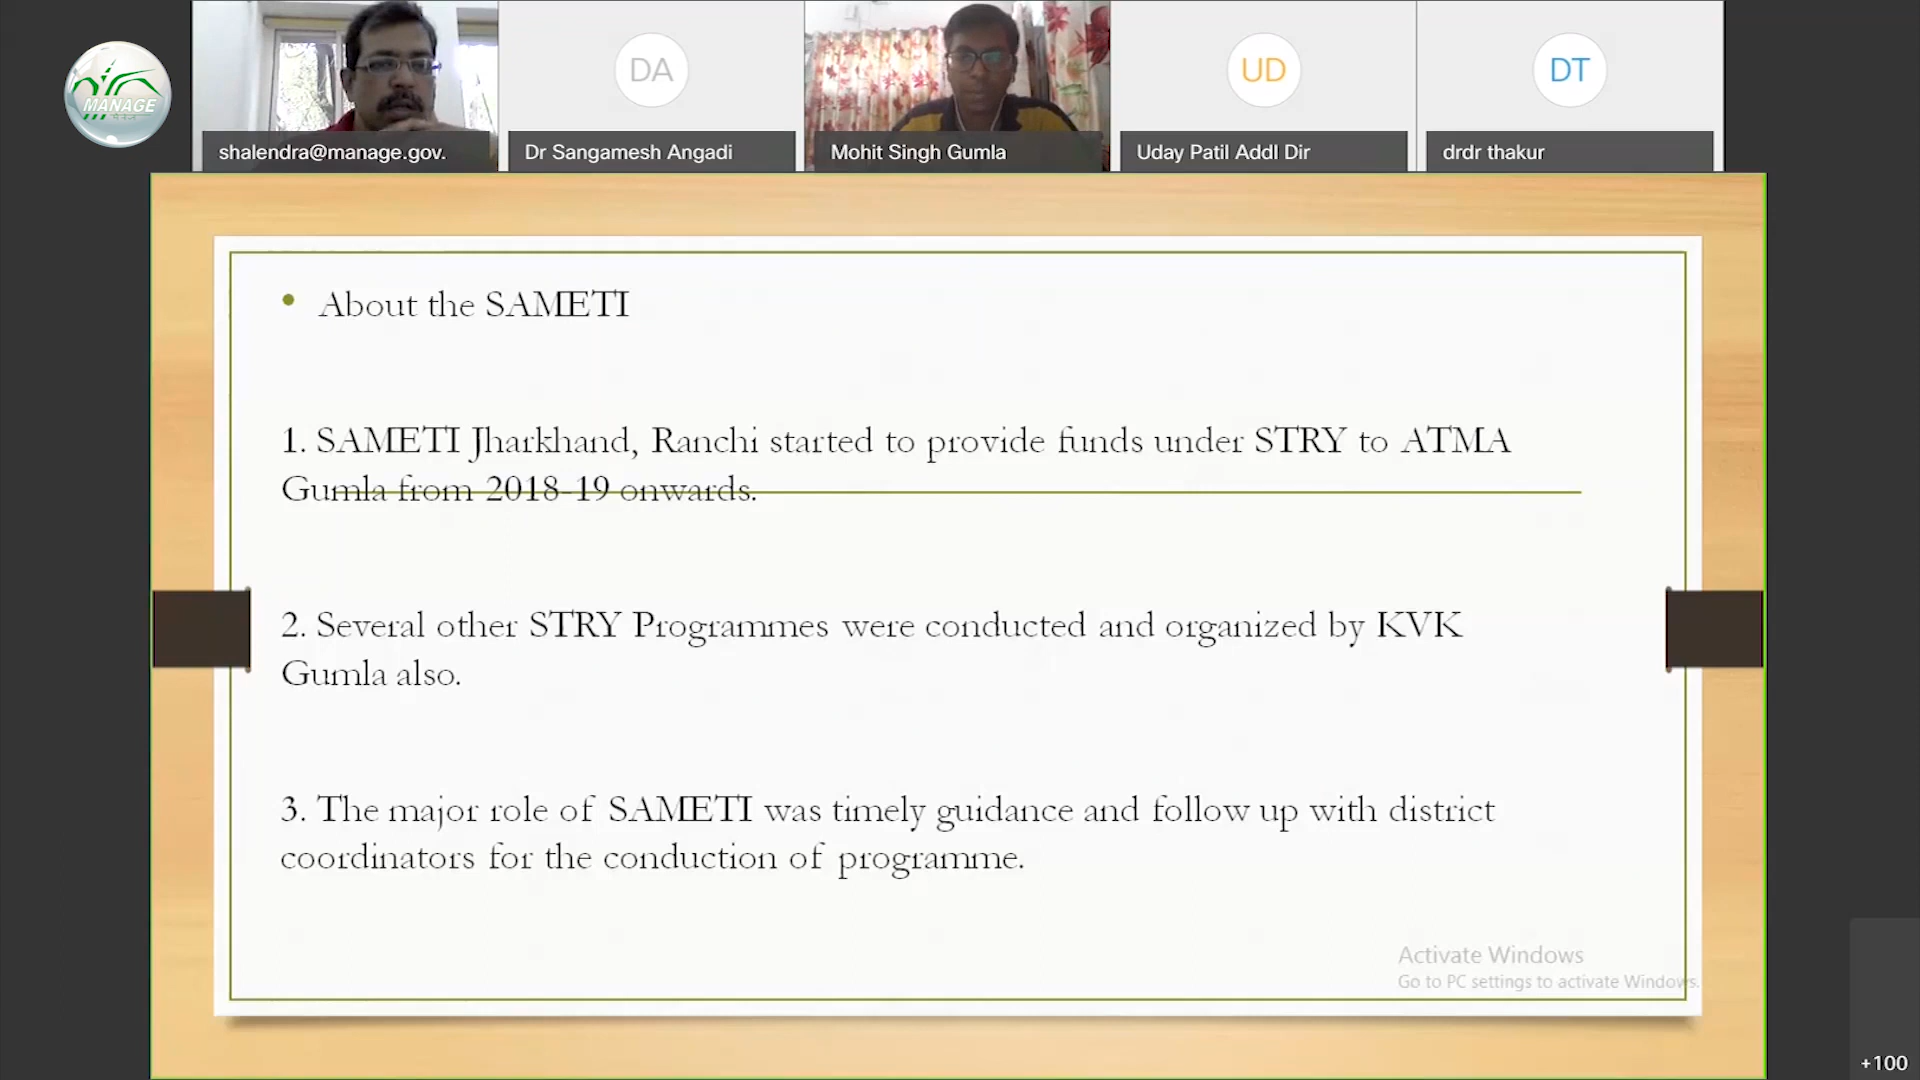 MANAGE
DA
UD
DT
shalendra@manage.gov.
Dr Sangamesh Angadi
Mohit Singh Gumla
Uday Patil Addl Dir
drdr thakur
• About the SAMETI
1. SAMETI Jharkhand, Ranchi started to provide funds under STRY to ATMA
Gumla from 2018-19 onwards.
2. Several other STRY Programmes were conducted and organized by KVK
Gumla also.
3. The major role of SAMETI was timely guidance and follow up with district
coordinators for the conduction of programme.
Activate Windows
Go to PC settings to activate Windows.
+100